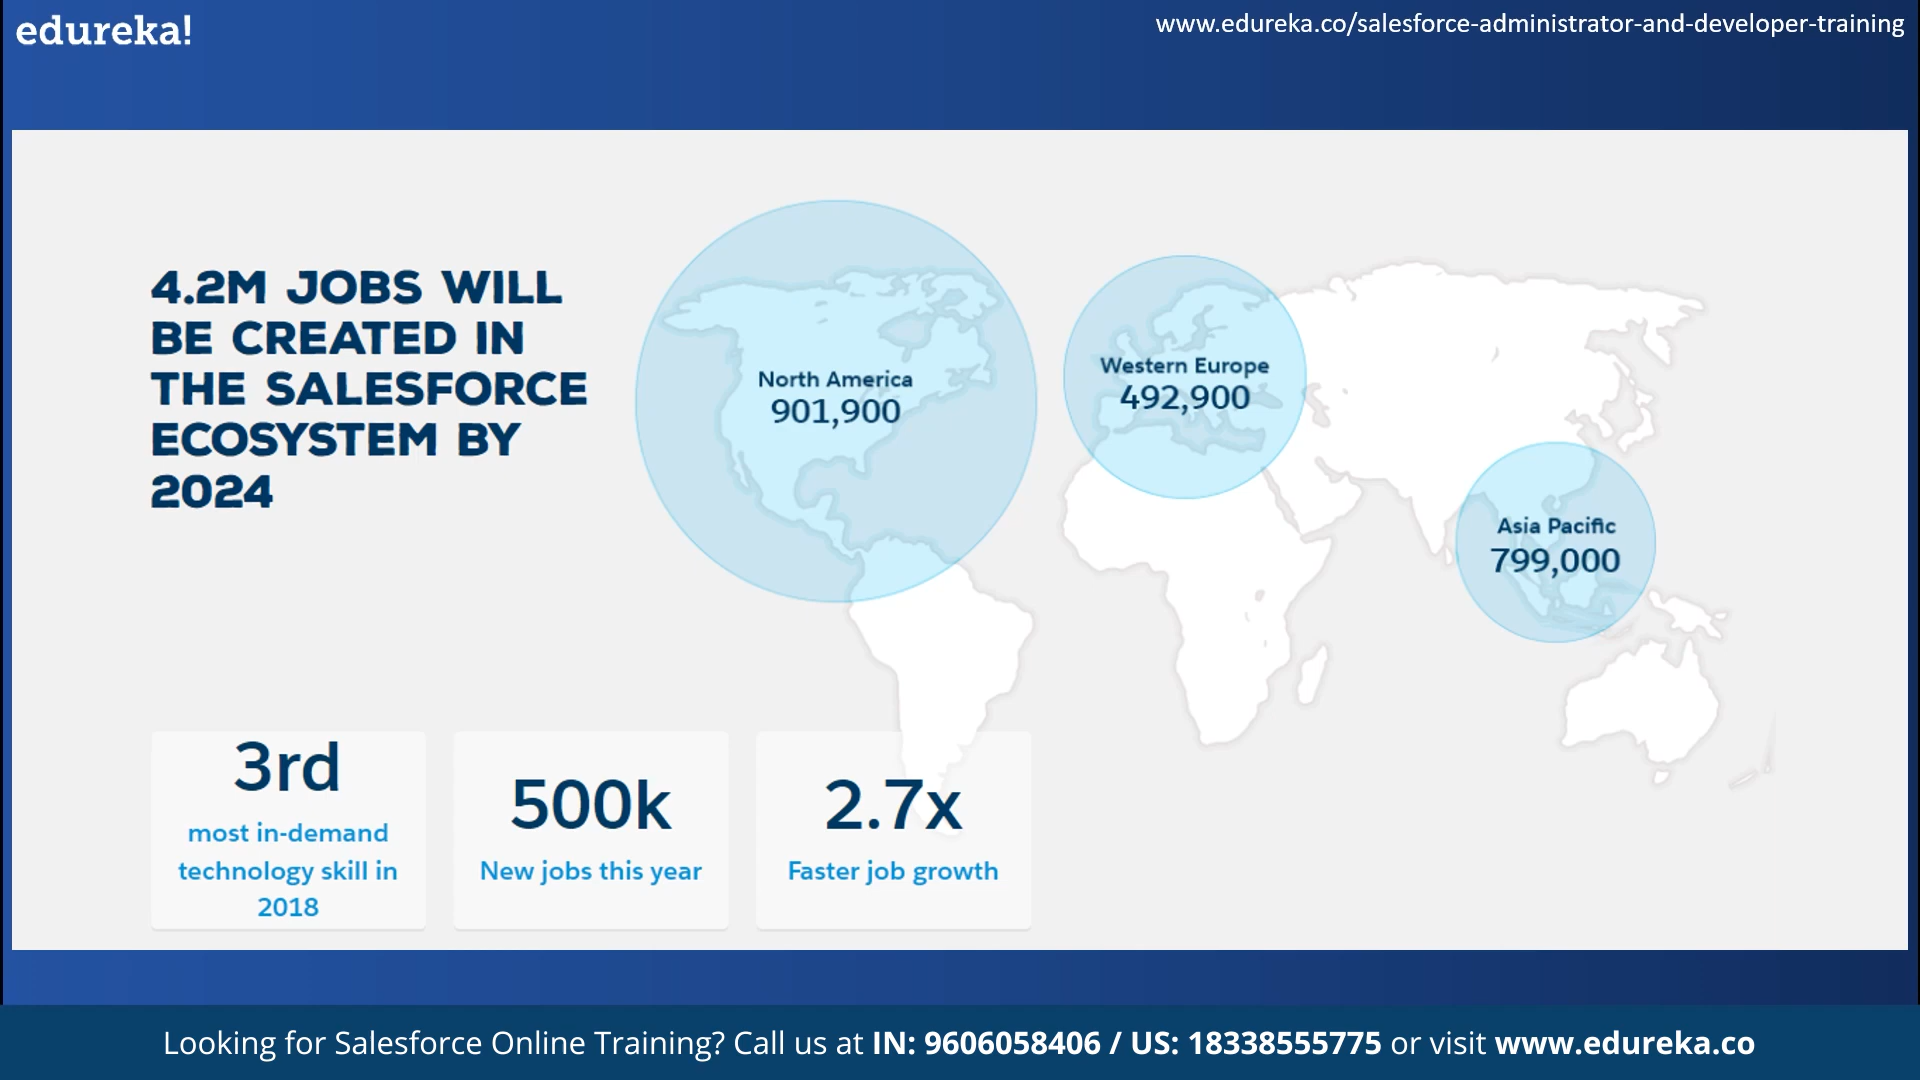 edureka!
www.edureka.co/salesforce-administrator-and-developer-training
4.2M JOBS WILL
BE CREATED IN
THE SALESFORCE
ECOSYSTEM BY
2024
North America
901,900
Western Europe
492,900
Asia Pacific
799,000
3rd
most in-demand
technology skill in
2018
500k
New jobs this year
2.7x
Faster job growth
Looking for Salesforce Online Training? Call us at IN: 9606058406 / US: 18338555775 or visit www.edureka.co